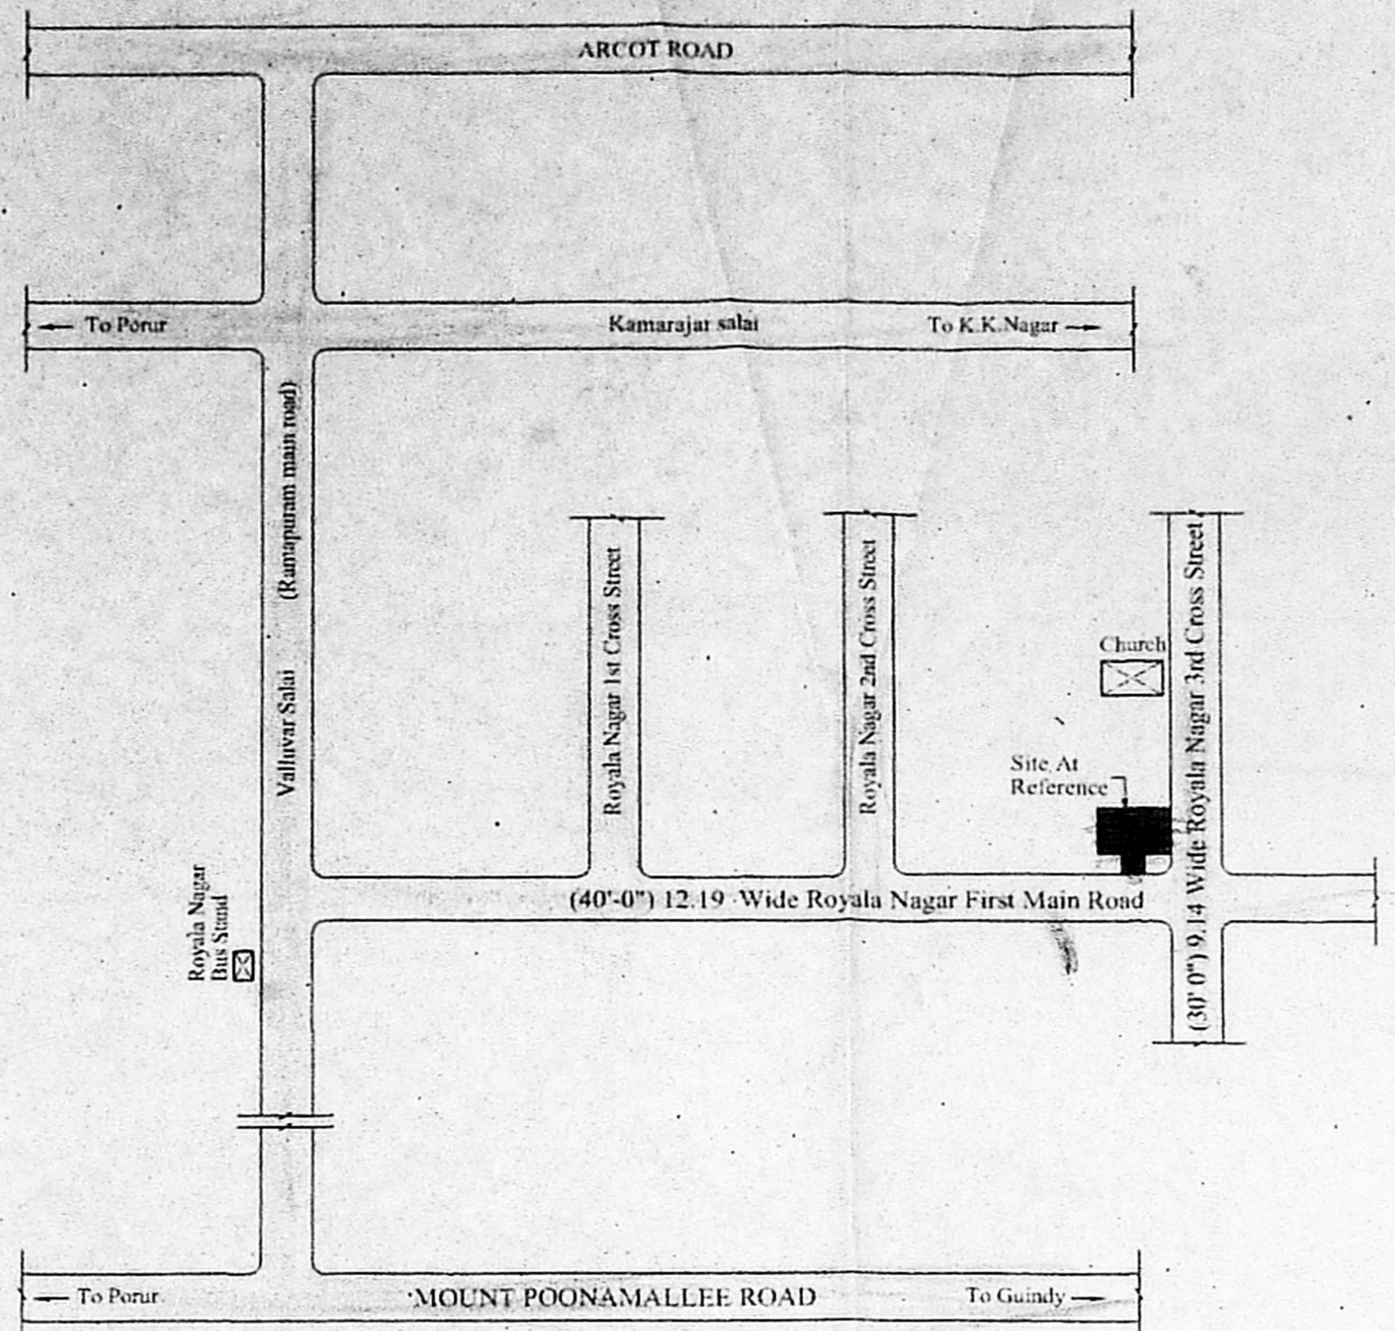 ARCOT ROAD
To Porur
Kamarajar salai
To K.K.Nagar
(Ramapuram main road)
Valluvar Salai
Royala Nagar 1st Cross Street
Royala Nagar 2nd Cross Street
(30' 0") 9.14 Wide Royala Nagar 3rd Cross Street
Church
Site At
Reference
Royala Nagar
Bus Stand
(40'-0") 12.19 Wide Royala Nagar First Main Road
To Porur
MOUNT POONAMALLEE ROAD
To Guindy